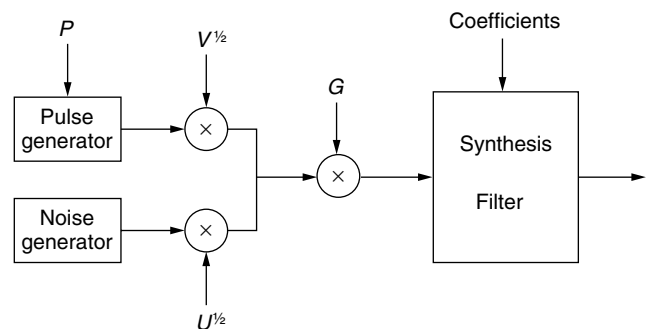 P
V½
Coefficients
G
Pulse
generator
×
×
Synthesis
Filter
Noise
generator
×
U½